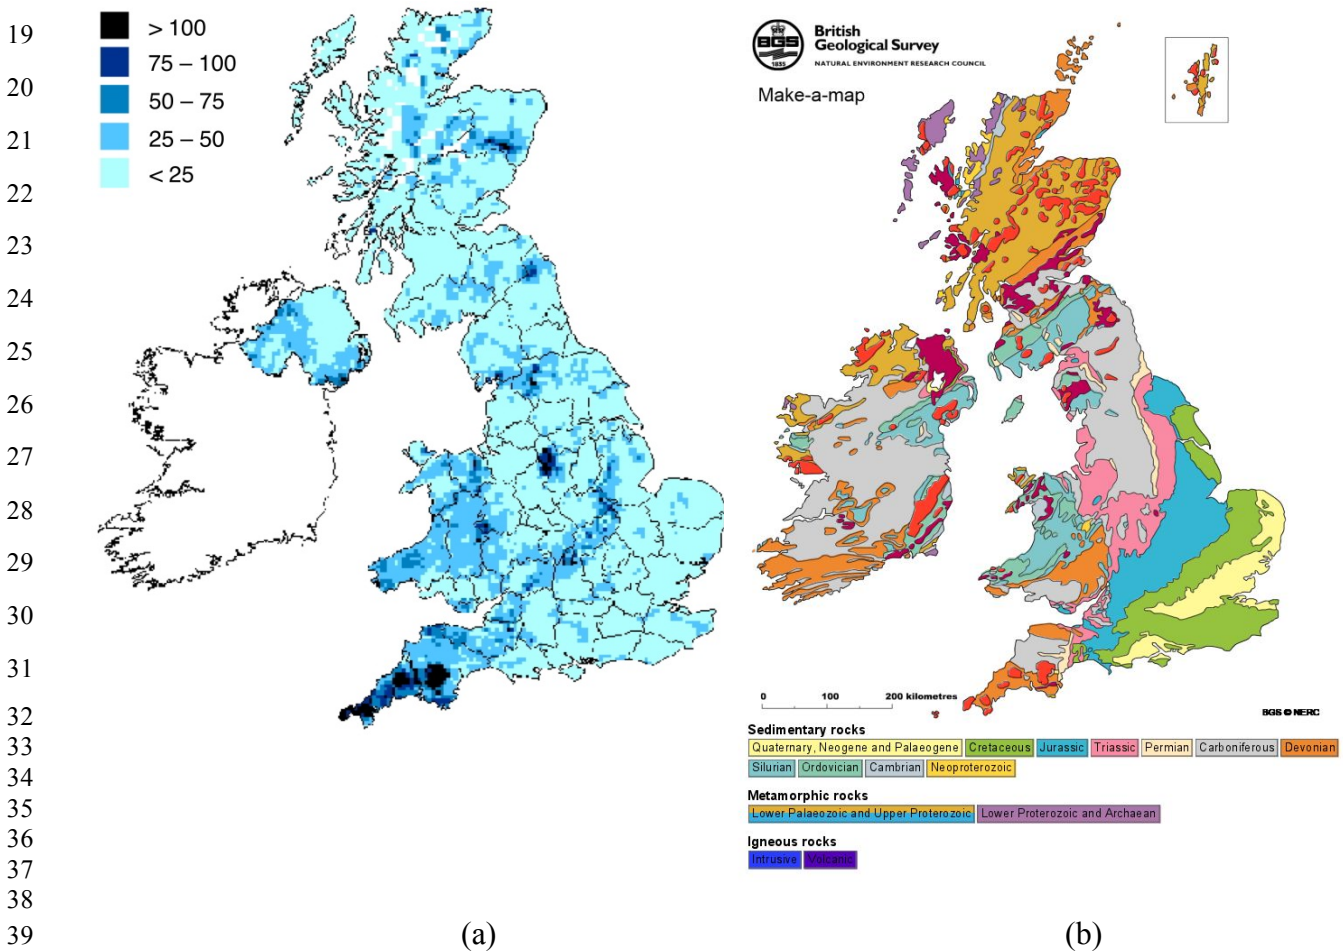 19
20
21
22
23
24
25
26
27
28
29
30
31
32
33
34
35
36
37
38
39
> 100
75 – 100
50 – 75
25 – 50
< 25
(a)
BGS
1835
British
Geological Survey
NATURAL ENVIRONMENT RESEARCH COUNCIL
Make-a-map
0 100 200 kilometres
BGS © NERC
Sedimentary rocks
Quaternary, Neogene and Palaeogene Cretaceous Jurassic Triassic Permian Carboniferous Devonian
Silurian Ordovician Cambrian Neoproterozoic
Metamorphic rocks
Lower Palaeozoic and Upper Proterozoic Lower Proterozoic and Archaean
Igneous rocks
Intrusive Volcanic
(b)